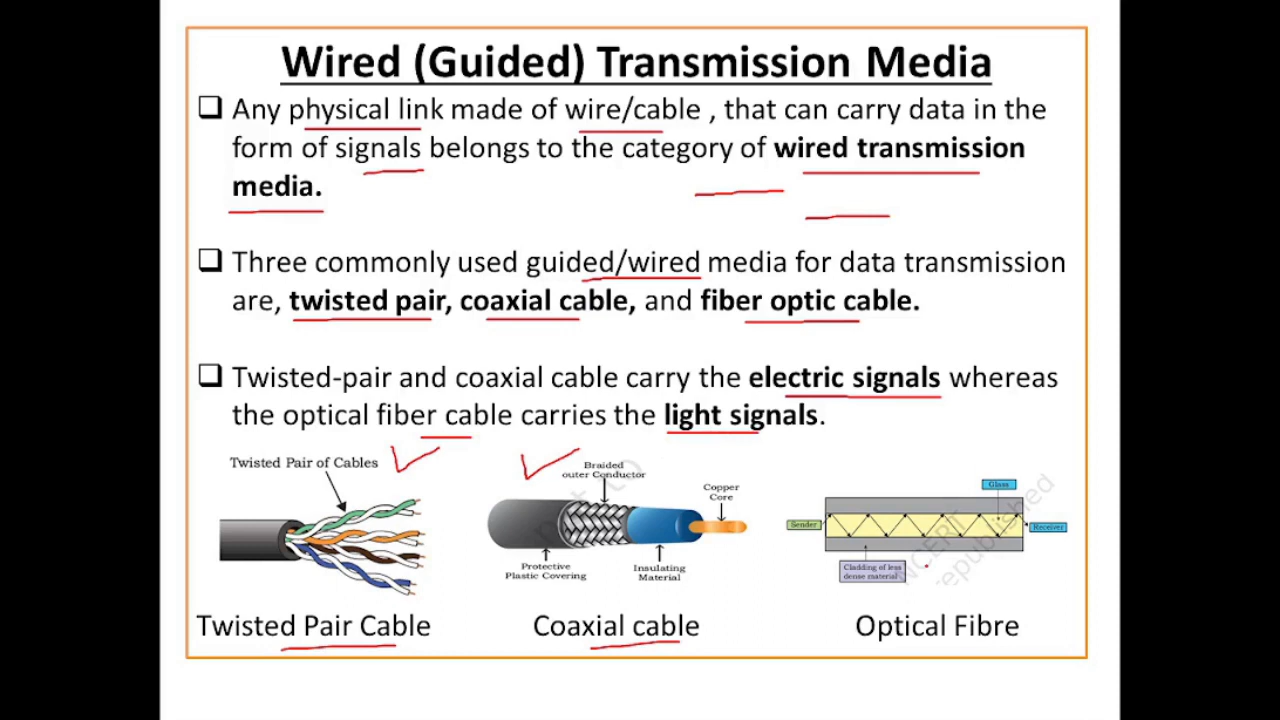 Wired (Guided) Transmission Media
Any physical link made of wire/cable , that can carry data in the
form of signals belongs to the category of wired transmission
media.
Three commonly used guided/wired media for data transmission
are, twisted pair, coaxial cable, and fiber optic cable.
Twisted-pair and coaxial cable carry the electric signals whereas
the optical fiber cable carries the light signals.
Twisted Pair of Cables
Braided
outer Conductor
Copper
Core
Protective
Plastic Covering
Insulating
Material
Glass
Sender
Receiver
Cladding of less
dense material
NCERT
republished
Twisted Pair Cable
Coaxial cable
Optical Fibre